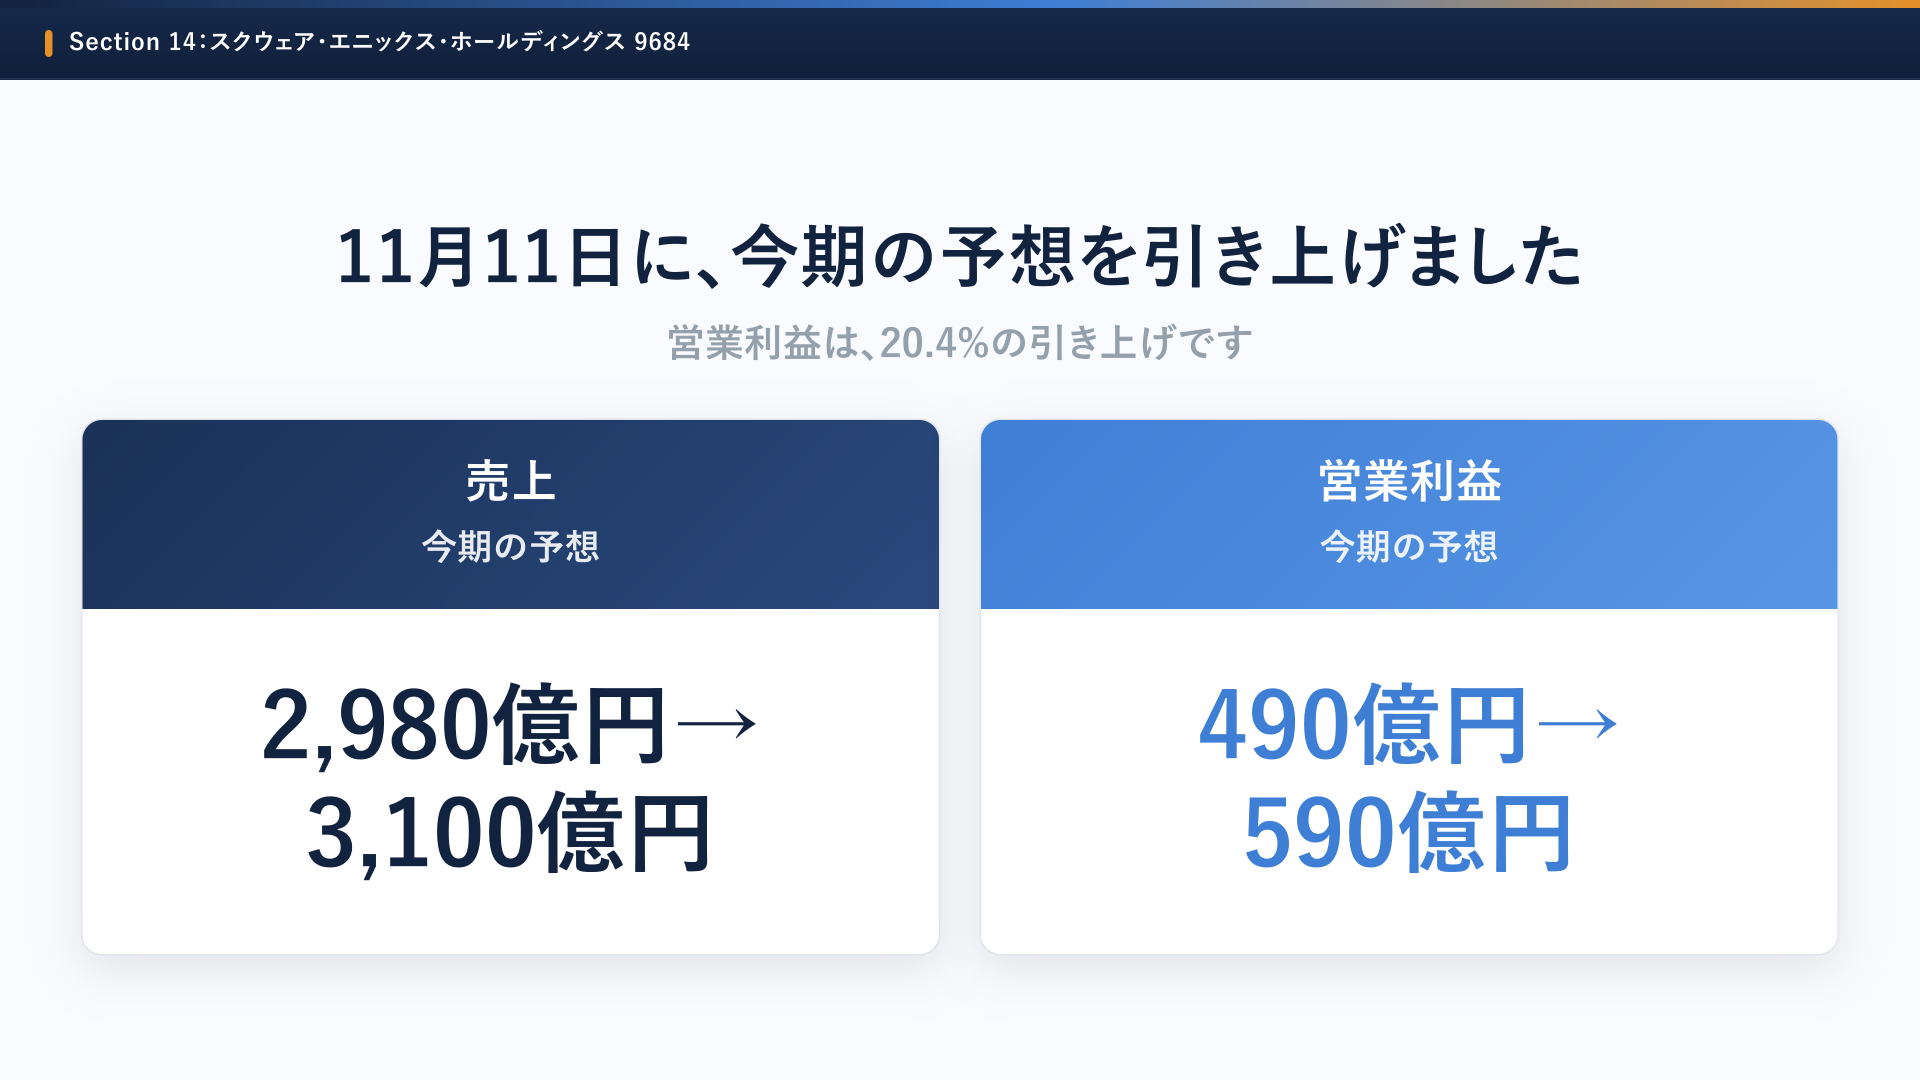 Section 14：スクウェア・エニックス・ホールディングス 9684
11月11日に、今期の予想を引き上げました
営業利益は、20.4%の引き上げです
売上
今期の予想
2,980億円→
3,100億円
営業利益
今期の予想
490億円→
590億円